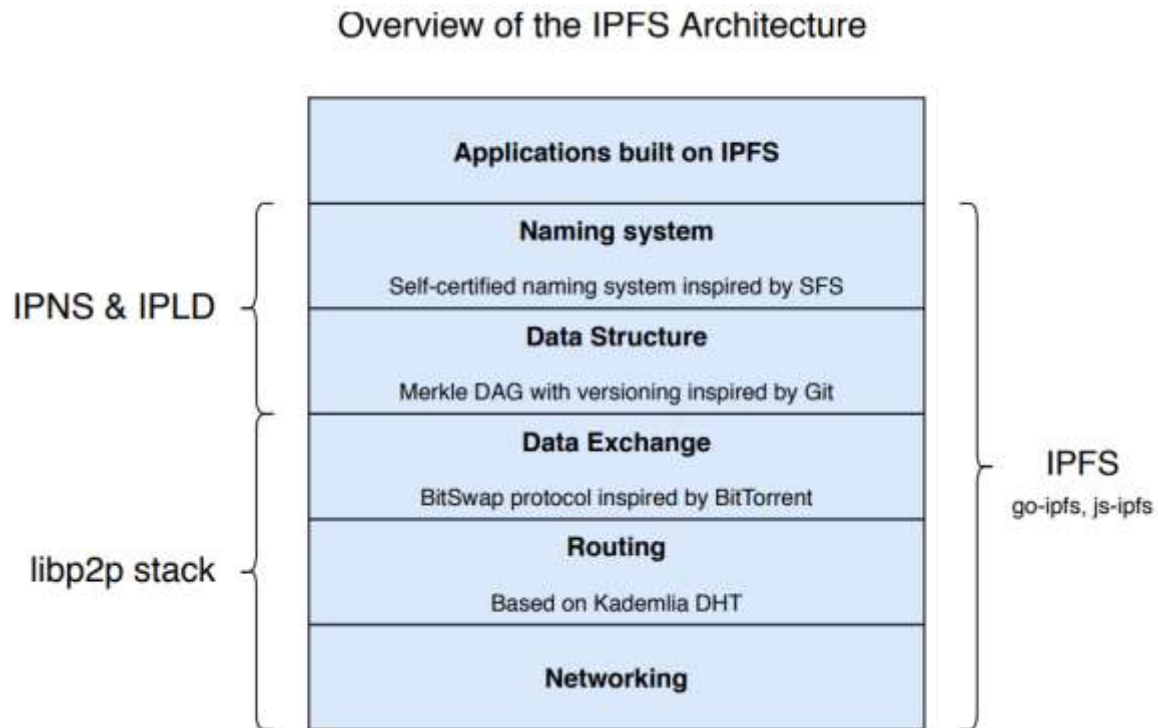 Overview of the IPFS Architecture
Applications built on IPFS
Naming system
Self-certified naming system inspired by SFS
IPNS & IPLD
Data Structure
Merkle DAG with versioning inspired by Git
Data Exchange
BitSwap protocol inspired by BitTorrent
IPFS
go-ipfs, js-ipfs
Routing
libp2p stack
Based on Kademlia DHT
Networking